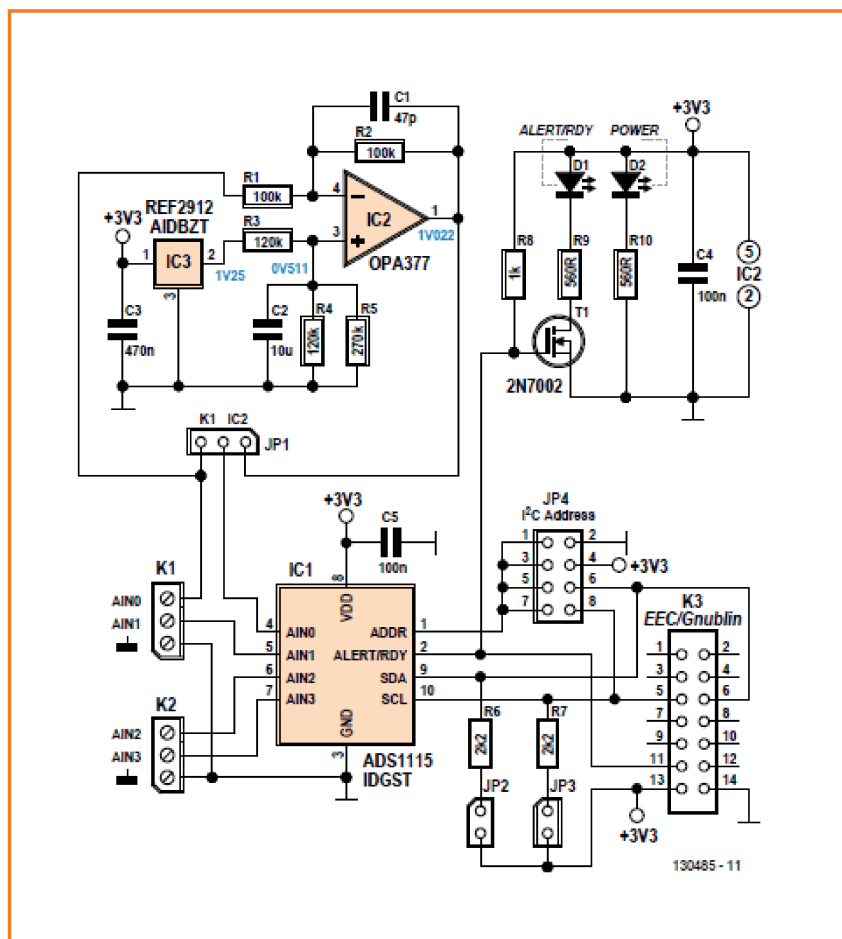 C1
47p
R2
100k
R1
100k
4
1
3
IC2
1V022
OPA377
REF2912
AIDBZT
+3V3
1
IC3
2
3
1V25
R3
120k
0V511
C3
470n
C2
10u
R4
120k
R5
270k
+3V3
ALERT/RDY
POWER
D1
D2
R8
1k
R9
560R
R10
560R
C4
100n
5
IC2
2
T1
2N7002
K1 IC2
JP1
+3V3
C5
100n
JP4
I²C Address
1 2
3 4
+3V3
5 6
7 8
K1
AIN0
AIN1
K2
AIN2
AIN3
IC1
8
VDD
4 AIN0
5 AIN1
6 AIN2
7 AIN3
ADDR 1
ALERT/RDY 2
SDA 9
SCL 10
GND
3
ADS1115
IDGST
R6
2k2
R7
2k2
JP2
JP3
K3
EEC/Gnublin
1 2
3 4
5 6
7 8
9 10
11 12
13 14
+3V3
130485 - 11